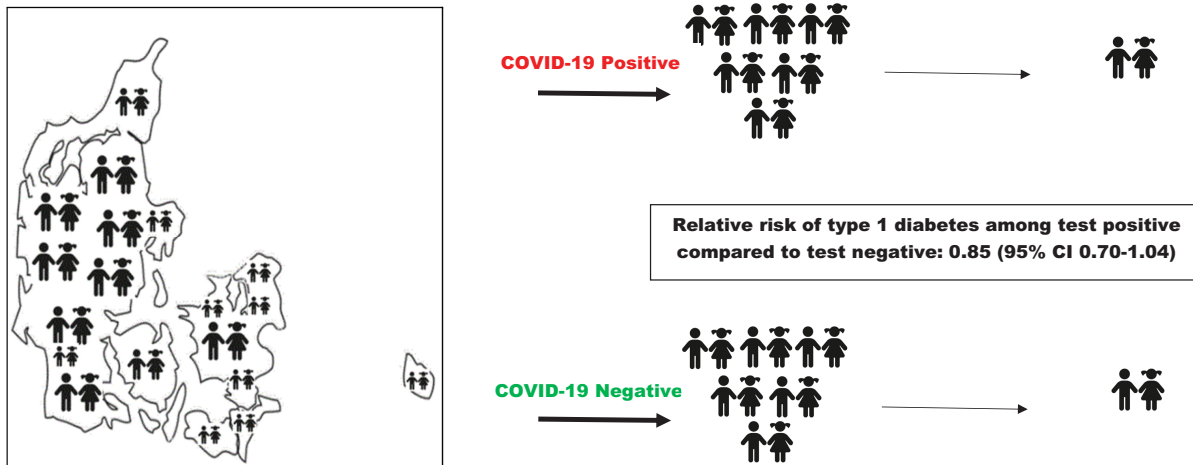 COVID-19 Positive
Relative risk of type 1 diabetes among test positive
compared to test negative: 0.85 (95% CI 0.70-1.04)
COVID-19 Negative